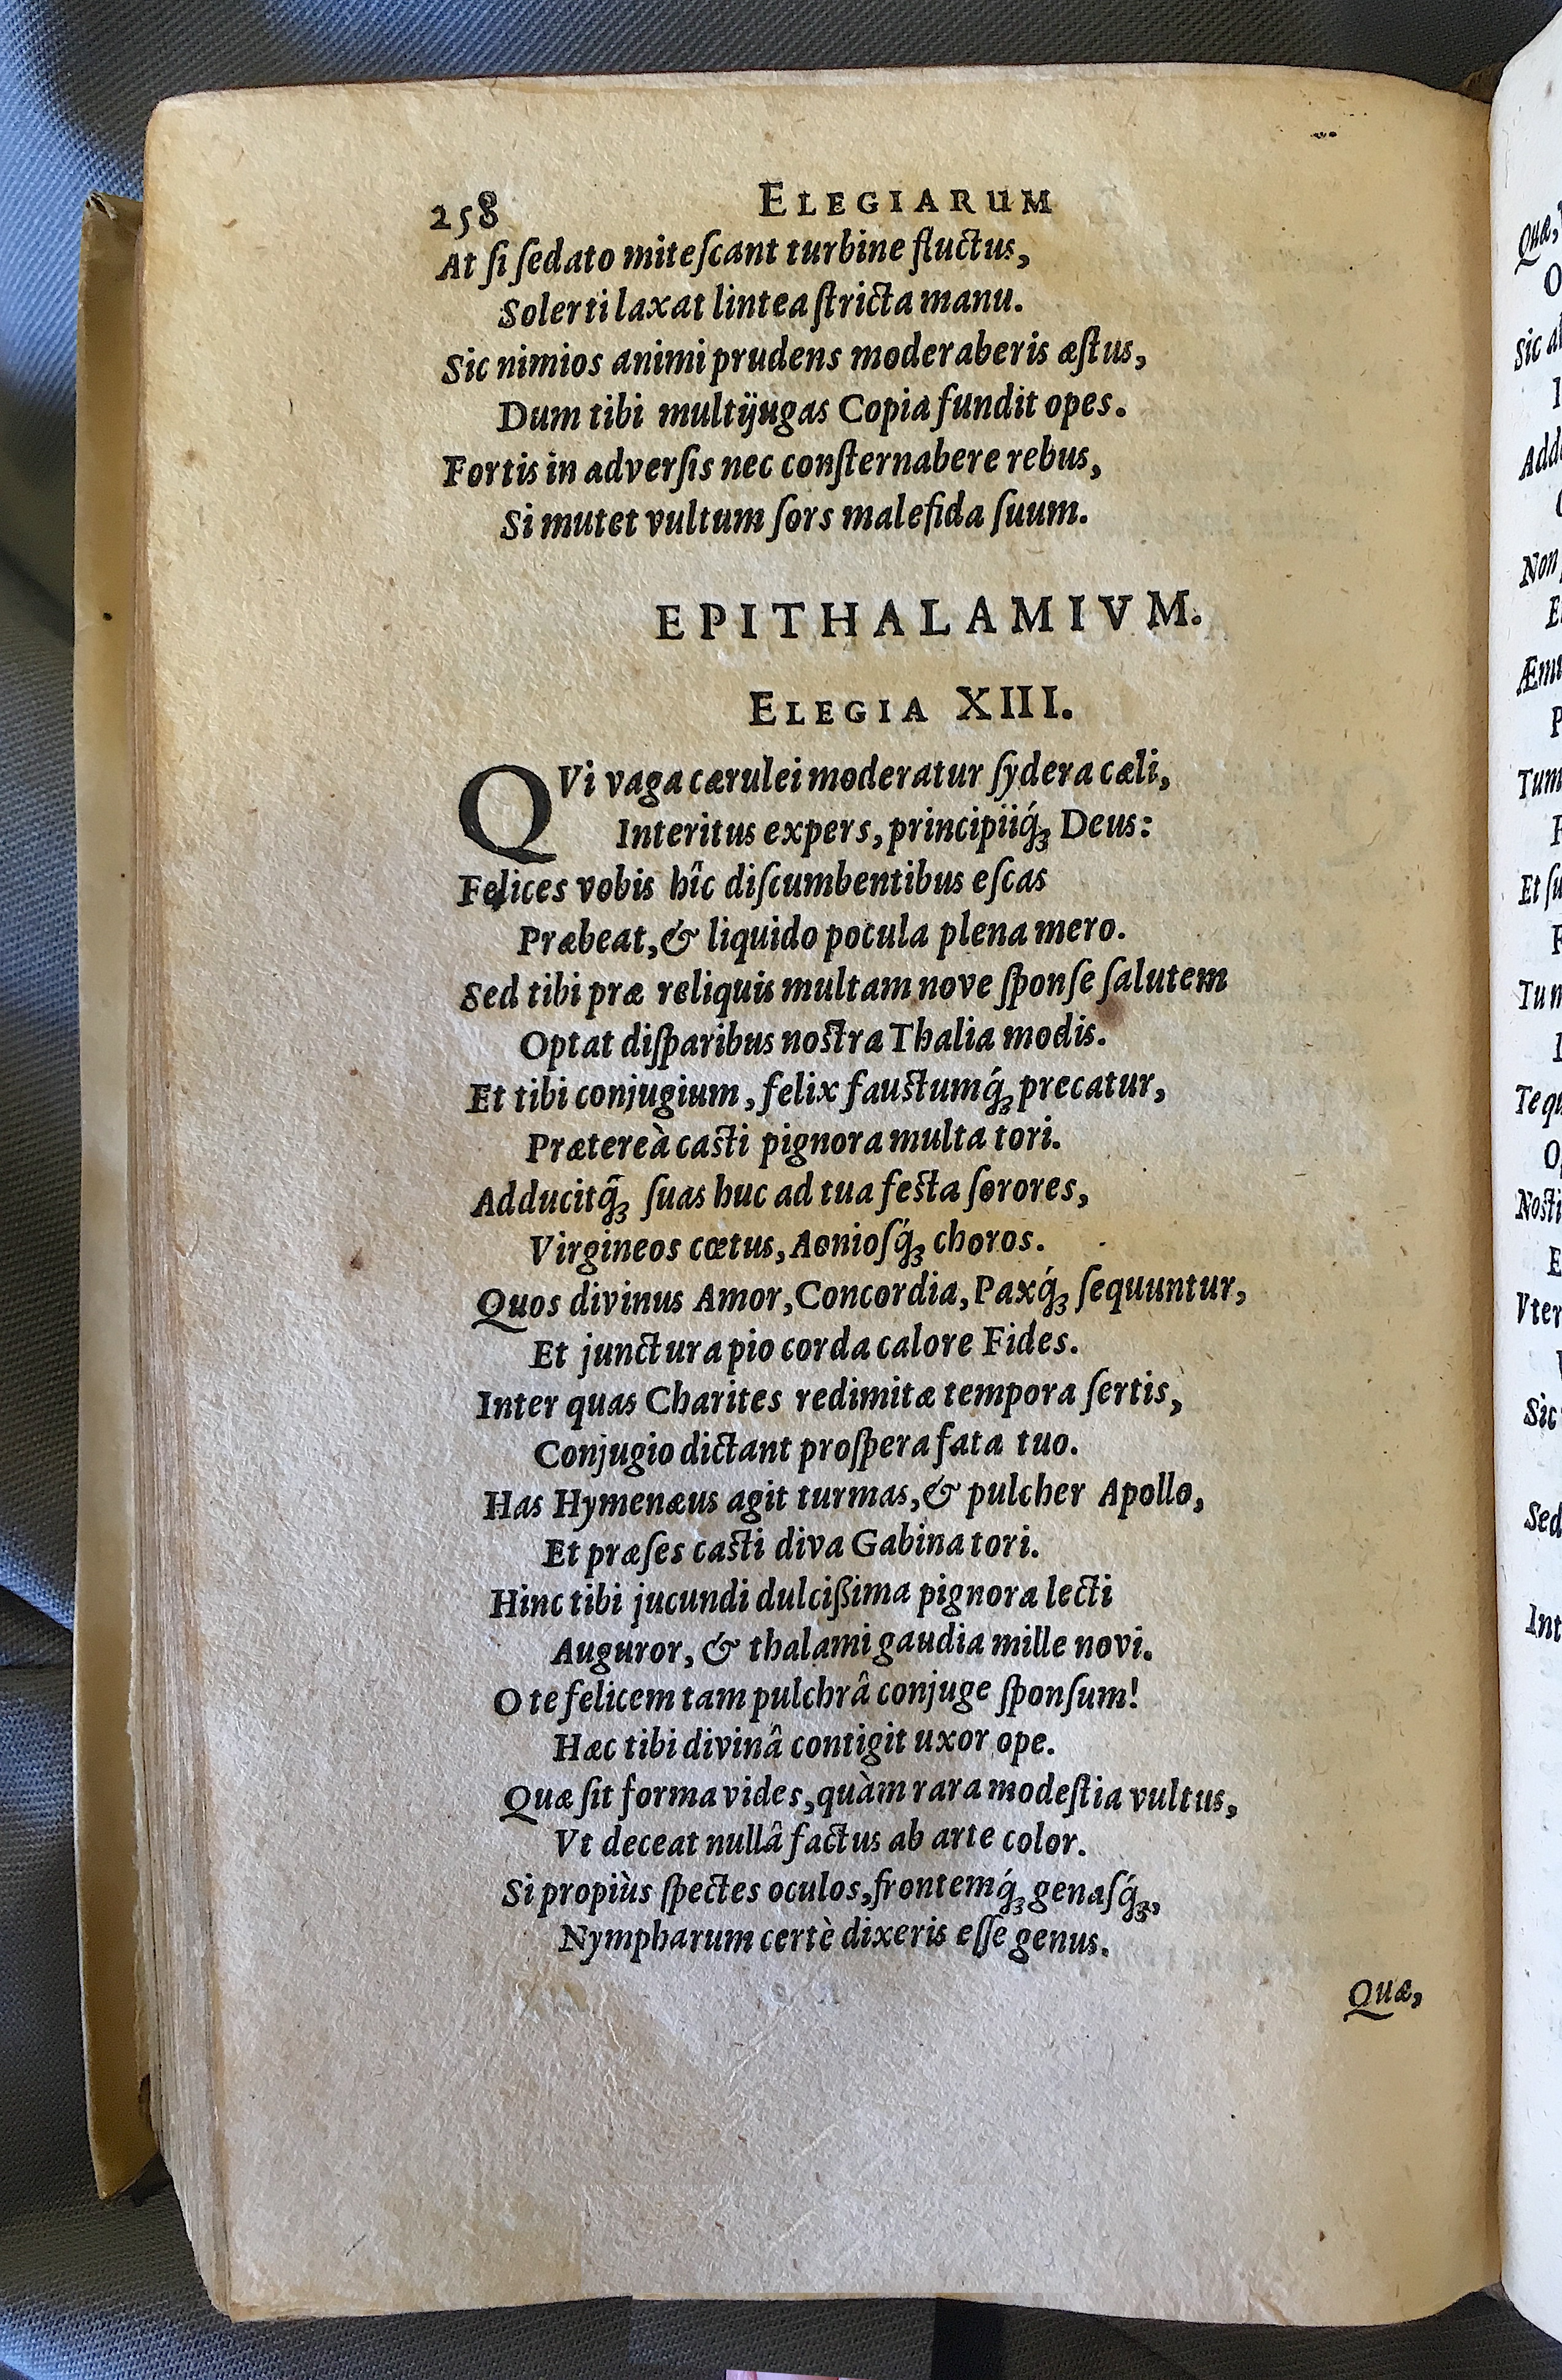 258 ELEGIARUM
At ſi ſedato miteſcant turbine fluctus,
Solerti laxat lintea ſtricta manu.
Sic nimios animi prudens moderaberis æſtus,
Dum tibi multijugas Copia fundit opes.
Fortis in adverſis nec conſternabere rebus,
Si mutet vultum ſors malefida ſuum.
EPITHALAMIVM.
ELEGIA XIII.
QVi vaga cærulei moderatur ſydera cæli,
Interitus expers, principiiq́ꝫ Deus:
Felices vobis hîc diſcumbentibus eſcas
Præbeat, & liquido pocula plena mero.
Sed tibi præ reliquis multam nove ſponſe ſalutem
Optat diſparibus noſtra Thalia modis.
Et tibi conjugium, felix fauſtumq́ꝫ precatur,
Prætereà caſti pignora multa tori.
Adducitq́ꝫ ſuas huc ad tua feſta ſorores,
Virgineos cœtus, Aonioſq́ꝫ choros.
Quos divinus Amor, Concordia, Paxq́ꝫ ſequuntur,
Et junctura pio corda calore Fides.
Inter quas Charites redimitæ tempora ſertis,
Conjugio dictant proſpera fata tuo.
Has Hymenæus agit turmas, & pulcher Apollo,
Et præſes caſti diva Gabina tori.
Hinc tibi jucundi dulcißima pignora lecti
Auguror, & thalami gaudia mille novi.
O te felicem tam pulchrâ conjuge ſponſum!
Hæc tibi divinâ contigit uxor ope.
Quæ ſit forma vides, quàm rara modeſtia vultus,
Vt deceat nullâ factus ab arte color.
Si propiùs ſpectes oculos, frontemq́ꝫ genaſq́ꝫ,
Nympharum certè dixeris eſſe genus.
Quæ,